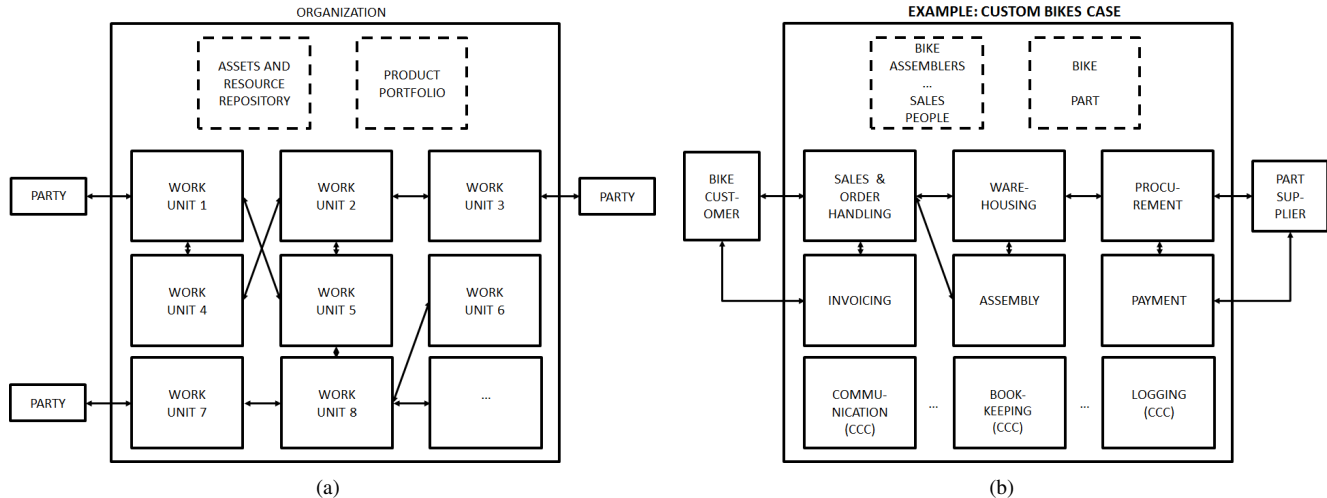 ORGANIZATION
ASSETS AND
RESOURCE
REPOSITORY
PRODUCT
PORTFOLIO
PARTY
WORK
UNIT 1
WORK
UNIT 2
WORK
UNIT 3
PARTY
WORK
UNIT 4
WORK
UNIT 5
WORK
UNIT 6
PARTY
WORK
UNIT 7
WORK
UNIT 8
...
(a)
EXAMPLE: CUSTOM BIKES CASE
BIKE
ASSEMBLERS
...
SALES
PEOPLE
BIKE
PART
BIKE
CUST-
OMER
SALES &
ORDER
HANDLING
WARE-
HOUSING
PROCU-
REMENT
PART
SUP-
PLIER
INVOICING
ASSEMBLY
PAYMENT
COMMU-
NICATION
(CCC)
...
BOOK-
KEEPING
(CCC)
...
LOGGING
(CCC)
(b)